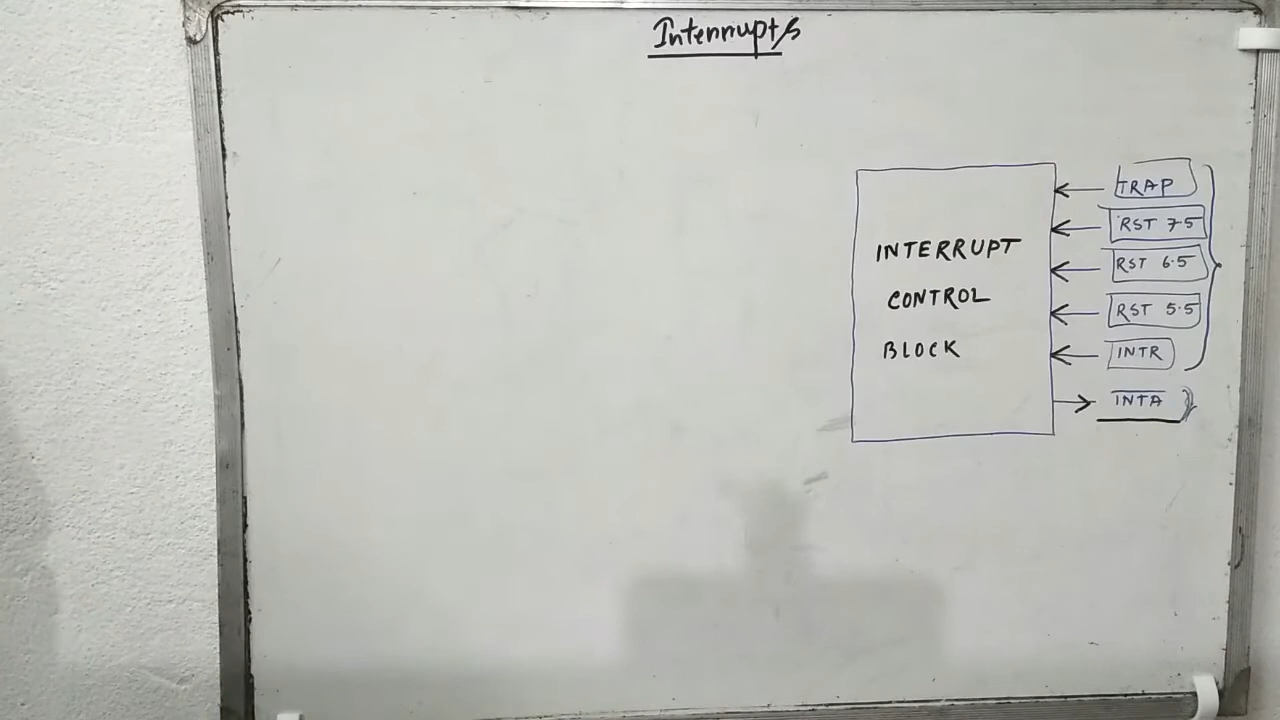 Interrupts
TRAP
RST 7.5
INTERRUPT
RST 6.5
CONTROL
RST 5.5
BLOCK
INTR
INTA